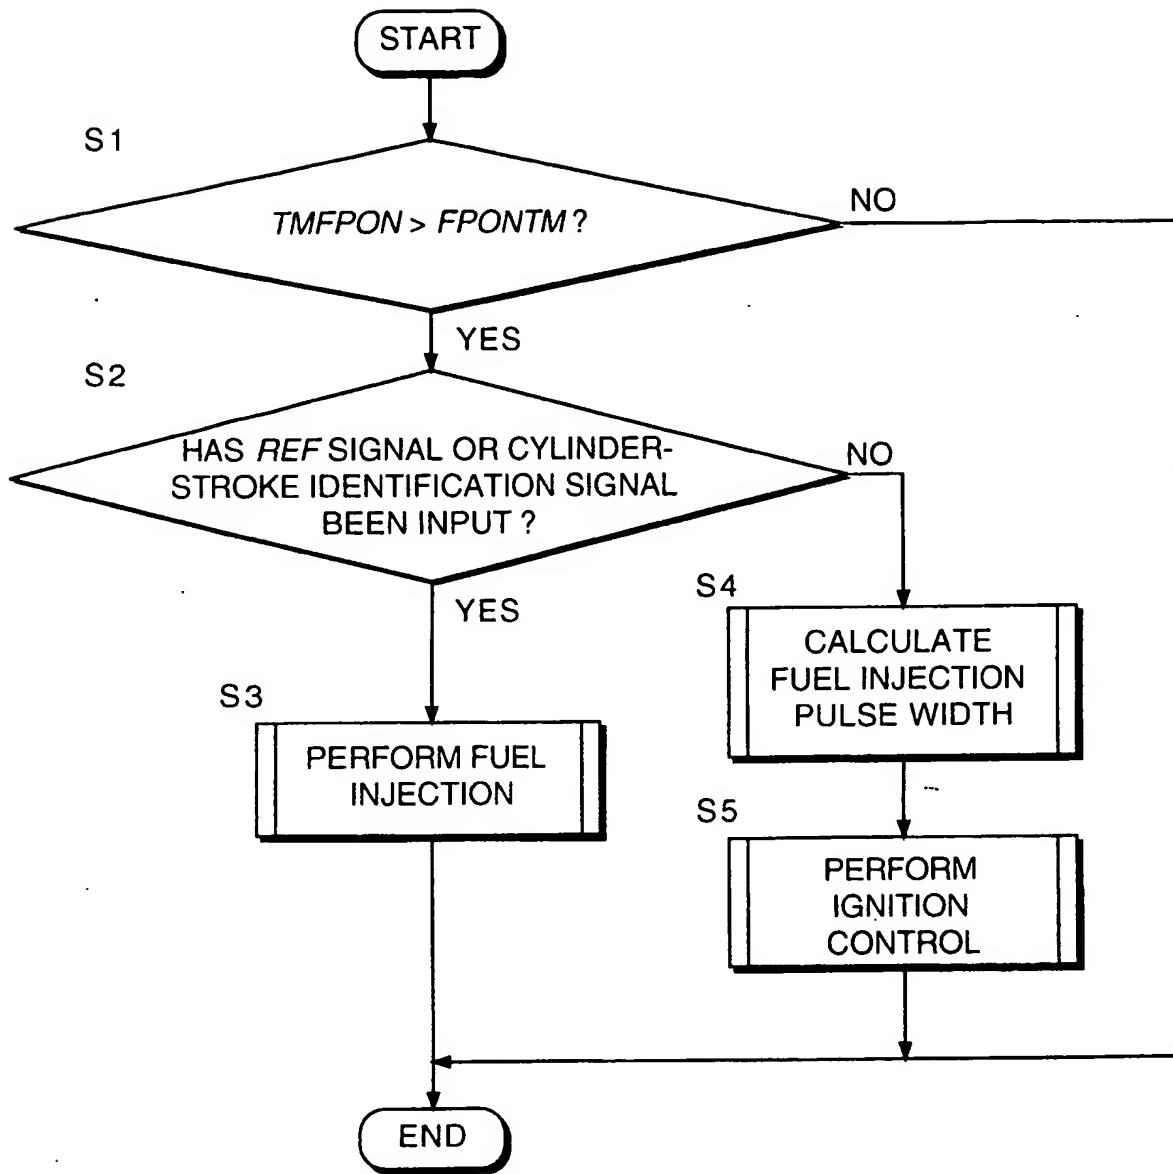 START
S1
TMFPON > FPONTM ?
NO
YES
S2
HAS REF SIGNAL OR CYLINDER-
STROKE IDENTIFICATION SIGNAL
BEEN INPUT ?
NO
YES
S4
CALCULATE
FUEL INJECTION
PULSE WIDTH
S3
PERFORM FUEL
INJECTION
S5
PERFORM
IGNITION
CONTROL
END